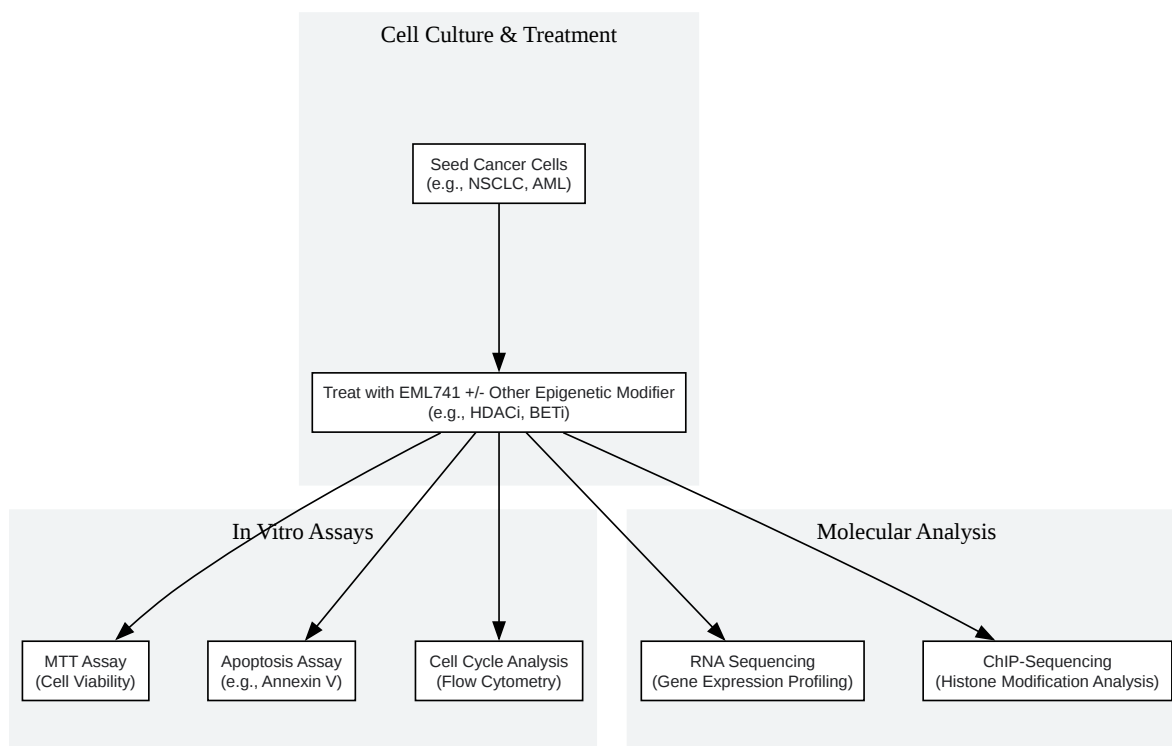 Cell Culture & Treatment
Seed Cancer Cells
(e.g., NSCLC, AML)
Treat with EML741 +/- Other Epigenetic Modifier
(e.g., HDACi, BETi)
In Vitro Assays
MTT Assay
(Cell Viability)
Apoptosis Assay
(e.g., Annexin V)
Cell Cycle Analysis
(Flow Cytometry)
Molecular Analysis
RNA Sequencing
(Gene Expression Profiling)
ChIP-Sequencing
(Histone Modification Analysis)